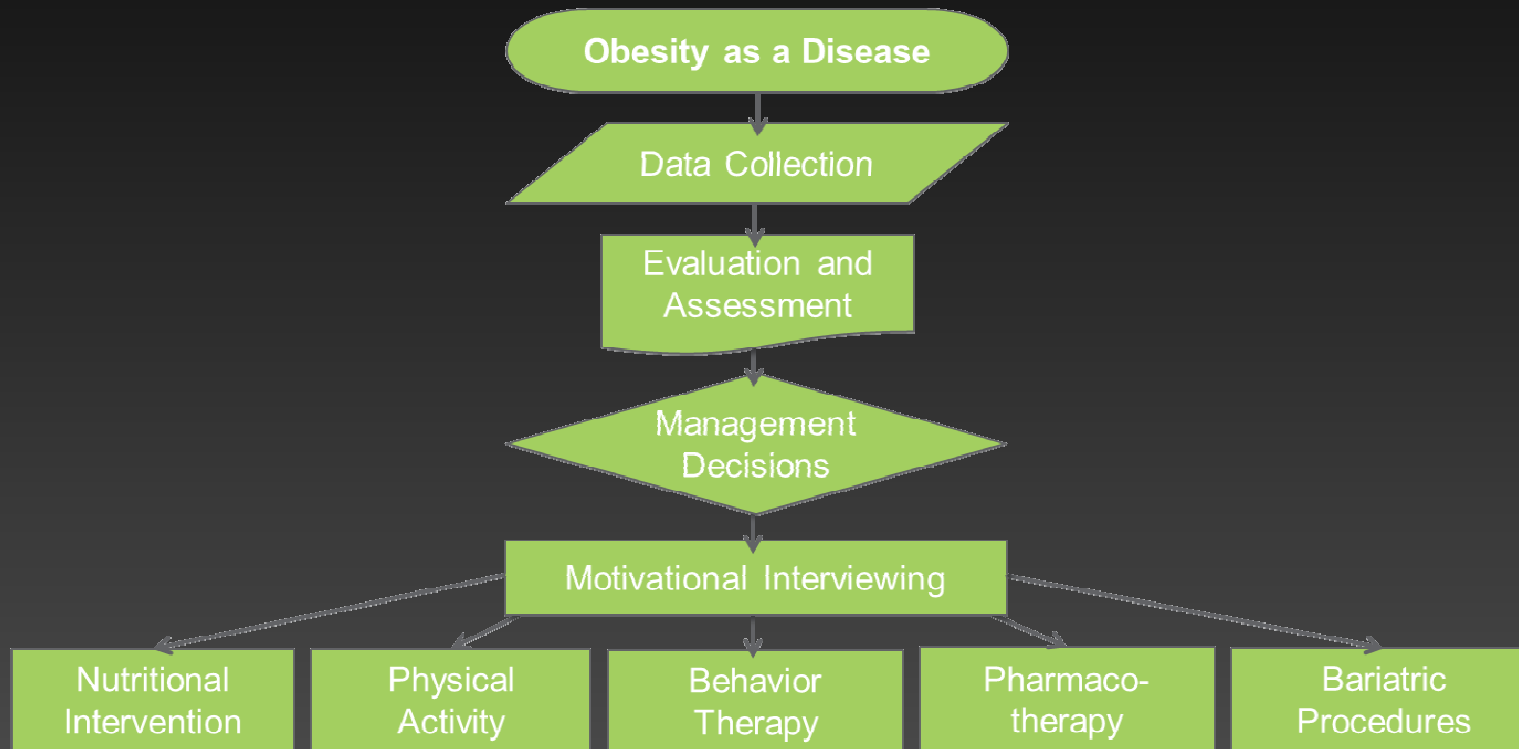 Obesity as a Disease
Data Collection
Evaluation and
Assessment
Management
Decisions
Motivational Interviewing
Nutritional
Intervention
Physical
Activity
Behavior
Therapy
Pharmaco-
therapy
Bariatric
Procedures